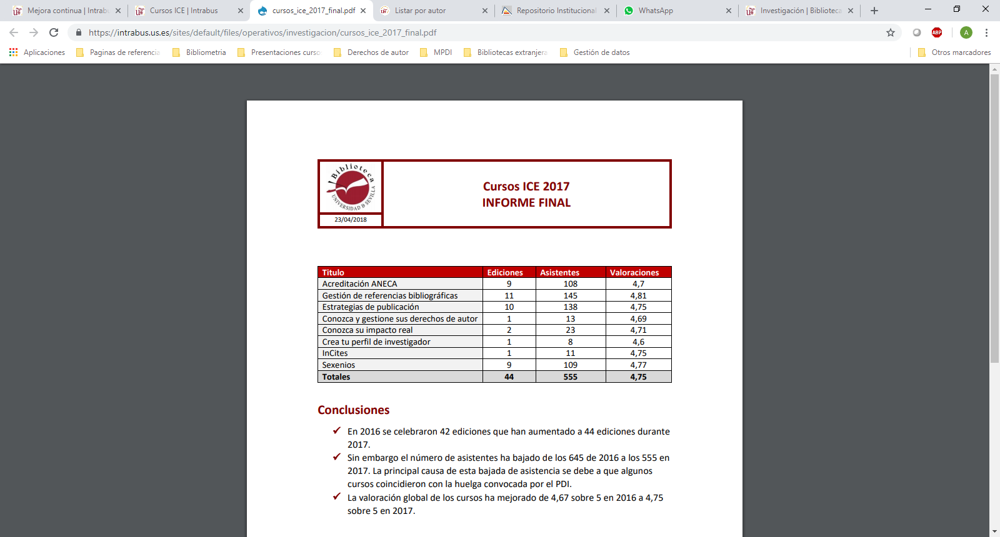 Mejora continua | Intrab
Cursos ICE | Intrabus
cursos_ice_2017_final.pdf
Listar por autor
Repositorio Institucional
WhatsApp
Investigación | Biblioteca
https://intrabus.us.es/sites/default/files/operativos/investigacion/cursos_ice_2017_final.pdf
ABP
A
Aplicaciones
Paginas de referencia
Bibliometria
Presentaciones curso
Derechos de autor
MPDI
Bibliotecas extranjera
Gestión de datos
Otros marcadores
Biblioteca
UNIVERSIDAD D SEVILLA
23/04/2018
Cursos ICE 2017
INFORME FINAL
Titulo Ediciones Asistentes Valoraciones
Acreditación ANECA 9 108 4,7
Gestión de referencias bibliográficas 11 145 4,81
Estrategias de publicación 10 138 4,75
Conozca y gestione sus derechos de autor 1 13 4,69
Conozca su impacto real 2 23 4,71
Crea tu perfil de investigador 1 8 4,6
InCites 1 11 4,75
Sexenios 9 109 4,77
Totales 44 555 4,75
Conclusiones
✓ En 2016 se celebraron 42 ediciones que han aumentado a 44 ediciones durante
2017.
✓ Sin embargo el número de asistentes ha bajado de los 645 de 2016 a los 555 en
2017. La principal causa de esta bajada de asistencia se debe a que algunos
cursos coincidieron con la huelga convocada por el PDI.
✓ La valoración global de los cursos ha mejorado de 4,67 sobre 5 en 2016 a 4,75
sobre 5 en 2017.